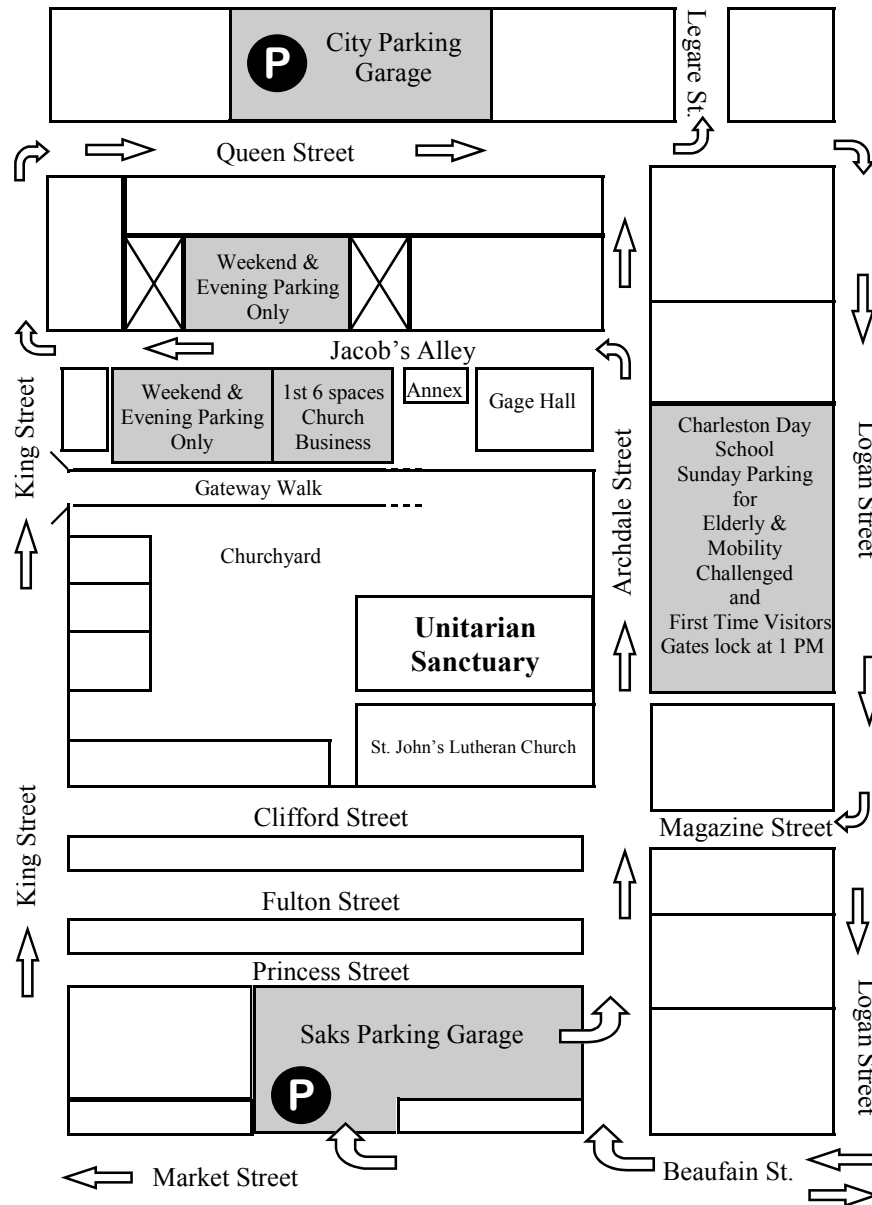 City Parking
Garage
P
Legare St.
Queen Street
Weekend &
Evening Parking
Only
Jacob's Alley
Weekend &
Evening Parking
Only
1st 6 spaces
Church
Business
Annex
Gage Hall
King Street
Gateway Walk
Archdale Street
Charleston Day
School
Sunday Parking
for
Elderly &
Mobility
Challenged
and
First Time Visitors
Gates lock at 1 PM
Logan Street
Churchyard
Unitarian
Sanctuary
St. John's Lutheran Church
Clifford Street
Magazine Street
King Street
Fulton Street
Princess Street
Saks Parking Garage
P
Logan Street
Market Street
Beaufain St.